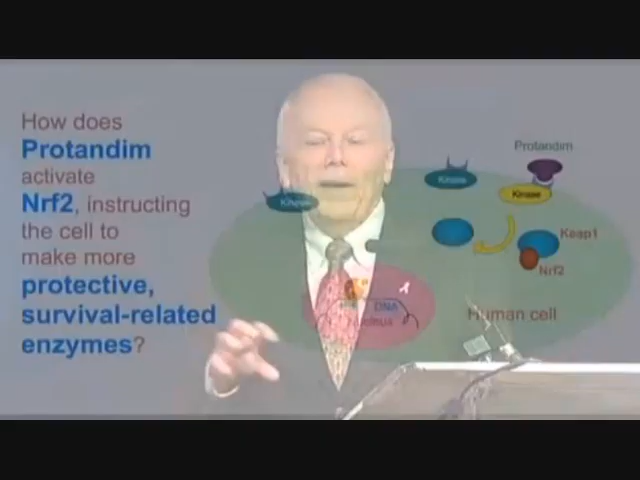 How does
Protandim
activate
Nrf2, instructing
the cell to
make more
protective,
survival-related
enzymes?
Protandim
Kinase
Kinase
Keap1
Nrf2
DNA
Human cell